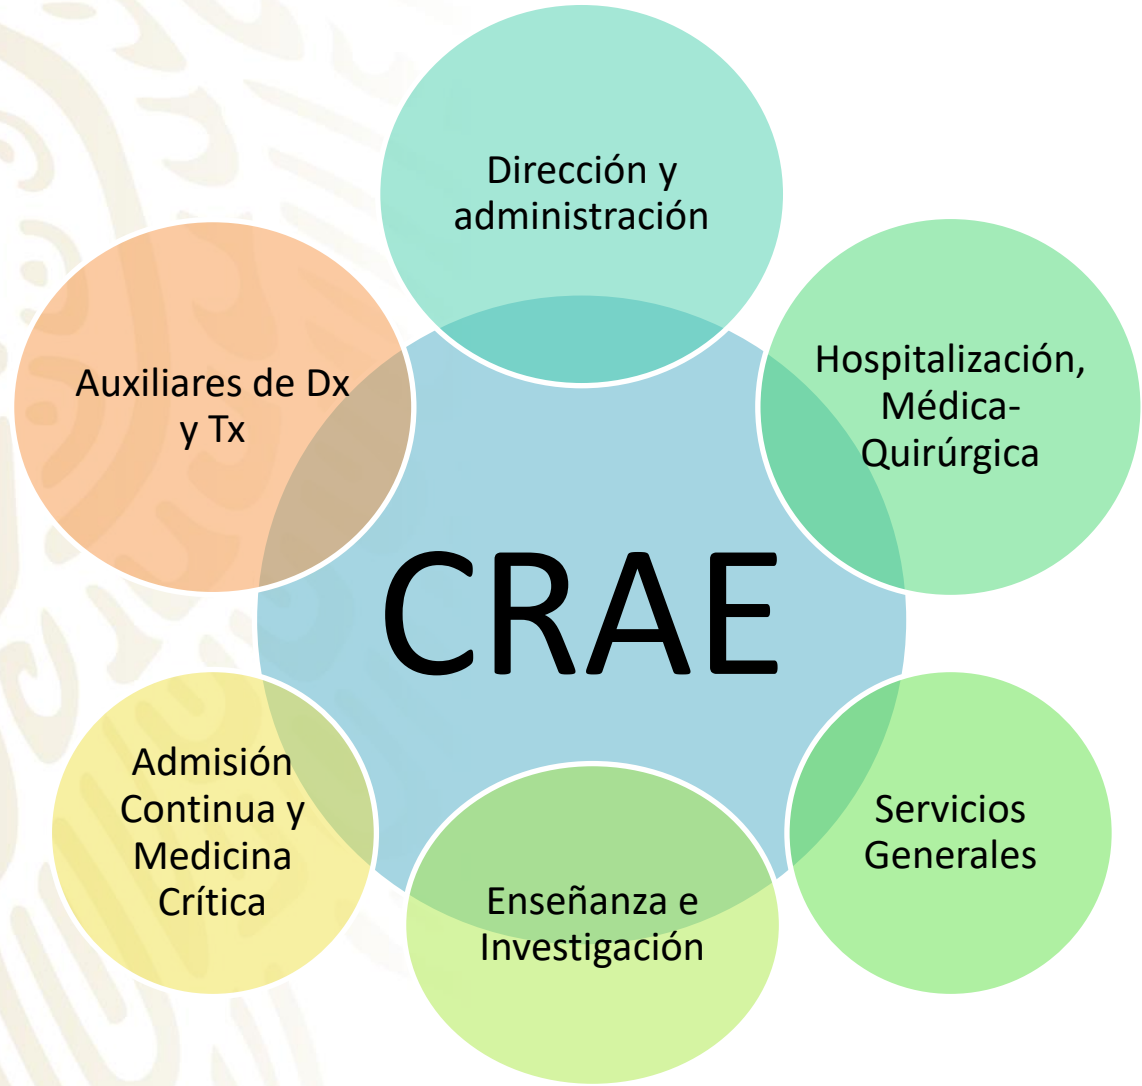 Dirección y
administración
Hospitalización,
Médica-
Quirúrgica
Auxiliares de Dx
y Tx
CRAE
Admisión
Continua y
Medicina
Crítica
Servicios
Generales
Enseñanza e
Investigación